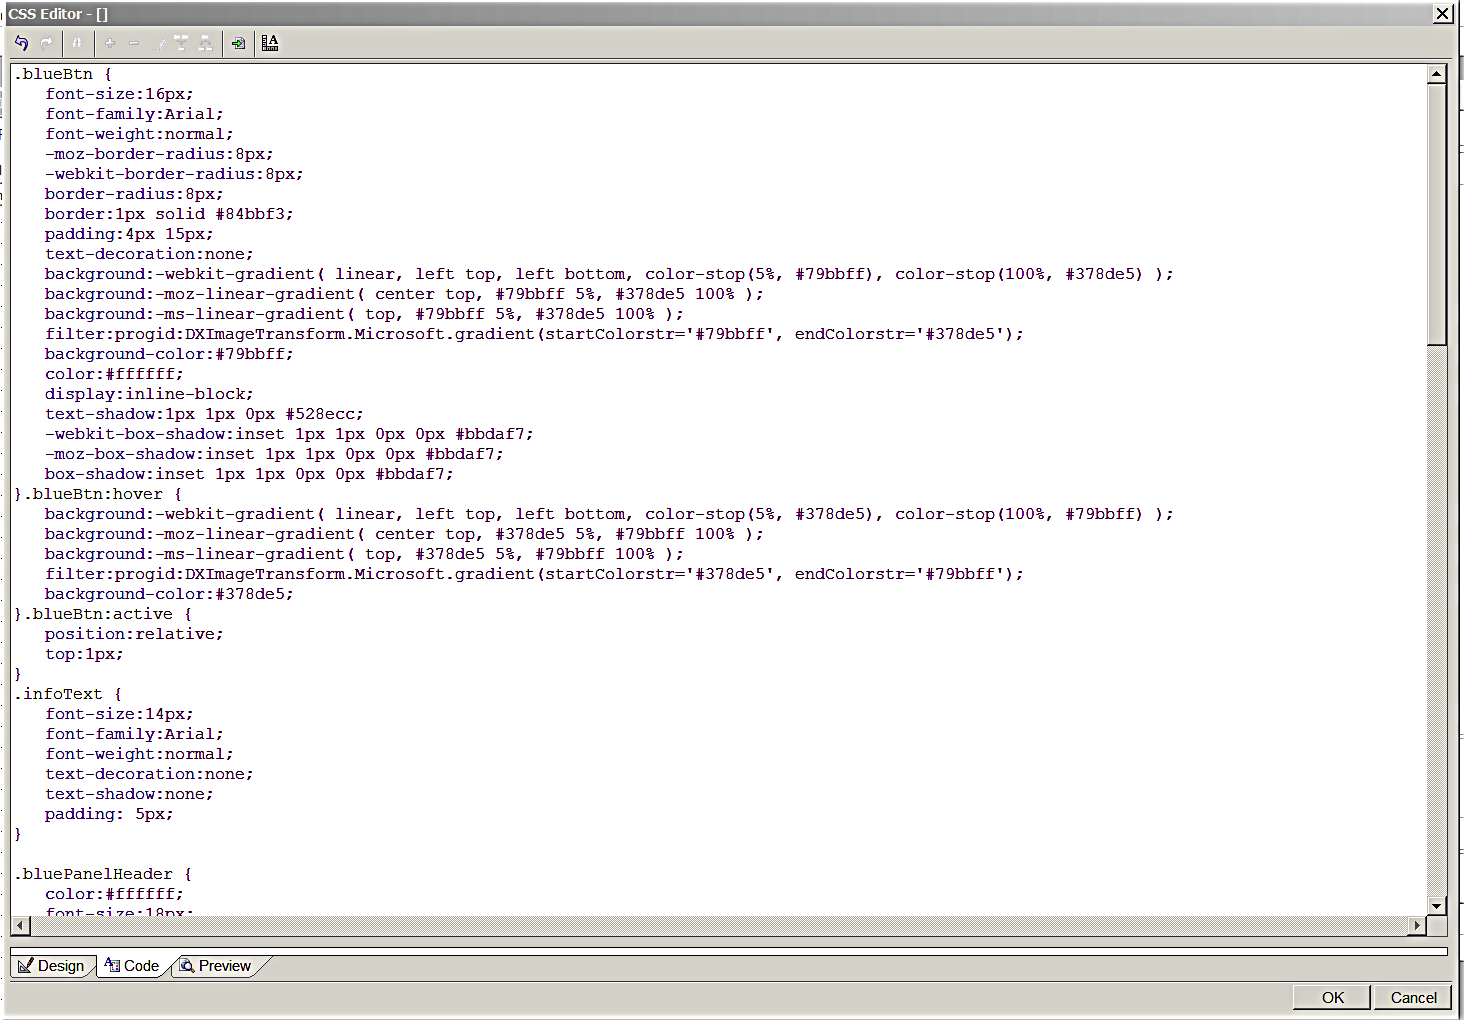 CSS Editor - []
.blueBtn {
font-size:16px;
font-family:Arial;
font-weight:normal;
-moz-border-radius:8px;
-webkit-border-radius:8px;
border-radius:8px;
border:1px solid #84bbf3;
padding:4px 15px;
text-decoration:none;
background:-webkit-gradient( linear, left top, left bottom, color-stop(5%, #79bbff), color-stop(100%, #378de5) );
background:-moz-linear-gradient( center top, #79bbff 5%, #378de5 100% );
background:-ms-linear-gradient( top, #79bbff 5%, #378de5 100% );
filter:progid:DXImageTransform.Microsoft.gradient(startColorstr='#79bbff', endColorstr='#378de5');
background-color:#79bbff;
color:#ffffff;
display:inline-block;
text-shadow:1px 1px 0px #528ecc;
-webkit-box-shadow:inset 1px 1px 0px 0px #bbdaf7;
-moz-box-shadow:inset 1px 1px 0px 0px #bbdaf7;
box-shadow:inset 1px 1px 0px 0px #bbdaf7;
}.blueBtn:hover {
background:-webkit-gradient( linear, left top, left bottom, color-stop(5%, #378de5), color-stop(100%, #79bbff) );
background:-moz-linear-gradient( center top, #378de5 5%, #79bbff 100% );
background:-ms-linear-gradient( top, #378de5 5%, #79bbff 100% );
filter:progid:DXImageTransform.Microsoft.gradient(startColorstr='#378de5', endColorstr='#79bbff');
background-color:#378de5;
}.blueBtn:active {
position:relative;
top:1px;
}
.infoText {
font-size:14px;
font-family:Arial;
font-weight:normal;
text-decoration:none;
text-shadow:none;
padding: 5px;
}
.bluePanelHeader {
color:#ffffff;
font-size:18px;
Design Code Preview
OK Cancel